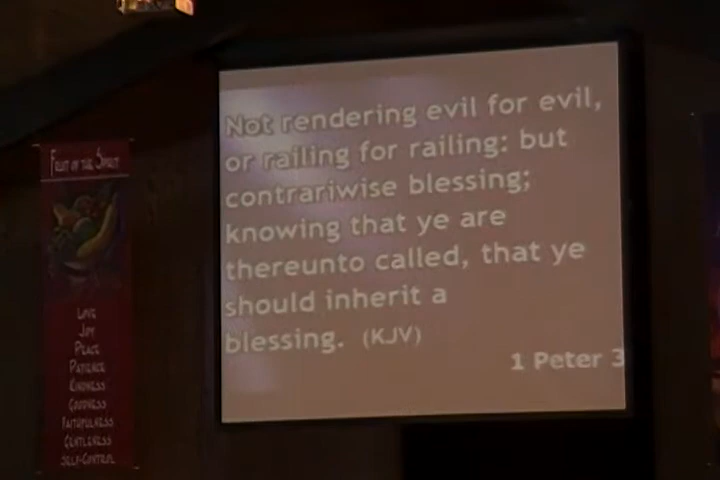 FRUIT OF THE SPIRIT
LOVE
JOY
PEACE
PATIENCE
KINDNESS
GOODNESS
FAITHFULNESS
GENTLENESS
SELF-CONTROL
Not rendering evil for evil,
or railing for railing: but
contrariwise blessing;
knowing that ye are
thereunto called, that ye
should inherit a
blessing. (KJV)
1 Peter 3